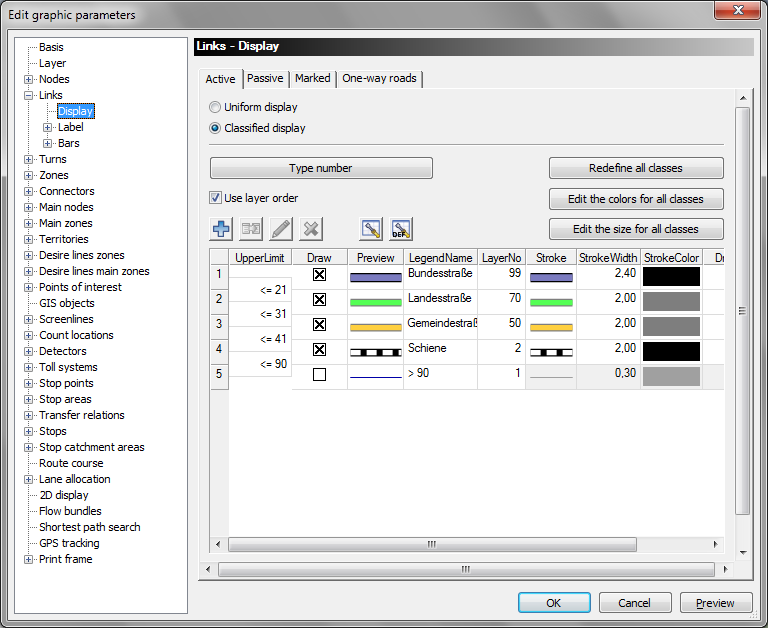 Edit graphic parameters
Basis
Layer
Nodes
Links
Display
Label
Bars
Turns
Zones
Connectors
Main nodes
Main zones
Territories
Desire lines zones
Desire lines main zones
Points of interest
GIS objects
Screenlines
Count locations
Detectors
Toll systems
Stop points
Stop areas
Transfer relations
Stops
Stop catchment areas
Route course
Lane allocation
2D display
Flow bundles
Shortest path search
GPS tracking
Print frame
Links - Display
Active Passive Marked One-way roads
Uniform display
Classified display
Type number Redefine all classes
Use layer order Edit the colors for all classes
DEF Edit the size for all classes
UpperLimit Draw Preview LegendName LayerNo Stroke StrokeWidth StrokeColor Dr
1 Bundesstraße 99 2,40
<= 21
2 Landesstraße 70 2,00
<= 31
3 Gemeindestraß 50 2,00
<= 41
4 Schiene 2 2,00
<= 90
5 > 90 1 0,30
OK Cancel Preview